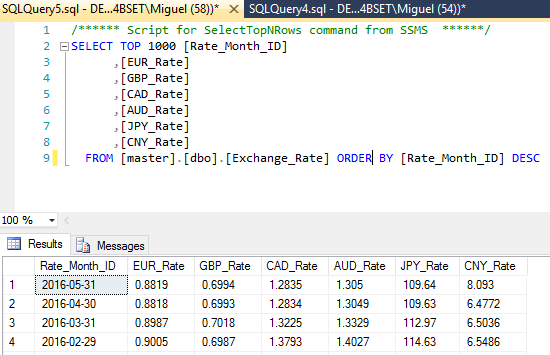 SQLQuery5.sql - DE...4BSET\Miguel (58))* SQLQuery4.sql - DE...4BSET\Miguel (54))*
1 /****** Script for SelectTopNRows command from SSMS ******/
2 SELECT TOP 1000 [Rate_Month_ID]
3 ,[EUR_Rate]
4 ,[GBP_Rate]
5 ,[CAD_Rate]
6 ,[AUD_Rate]
7 ,[JPY_Rate]
8 ,[CNY_Rate]
9 FROM [master].[dbo].[Exchange_Rate] ORDER BY [Rate_Month_ID] DESC
100 %
Results Messages
Rate_Month_ID EUR_Rate GBP_Rate CAD_Rate AUD_Rate JPY_Rate CNY_Rate
1 2016-05-31 0.8819 0.6994 1.2835 1.305 109.64 8.093
2 2016-04-30 0.8818 0.6993 1.2834 1.3049 109.63 6.4772
3 2016-03-31 0.8987 0.7018 1.3225 1.3329 112.97 6.5036
4 2016-02-29 0.9005 0.6987 1.3793 1.4027 114.63 6.5486